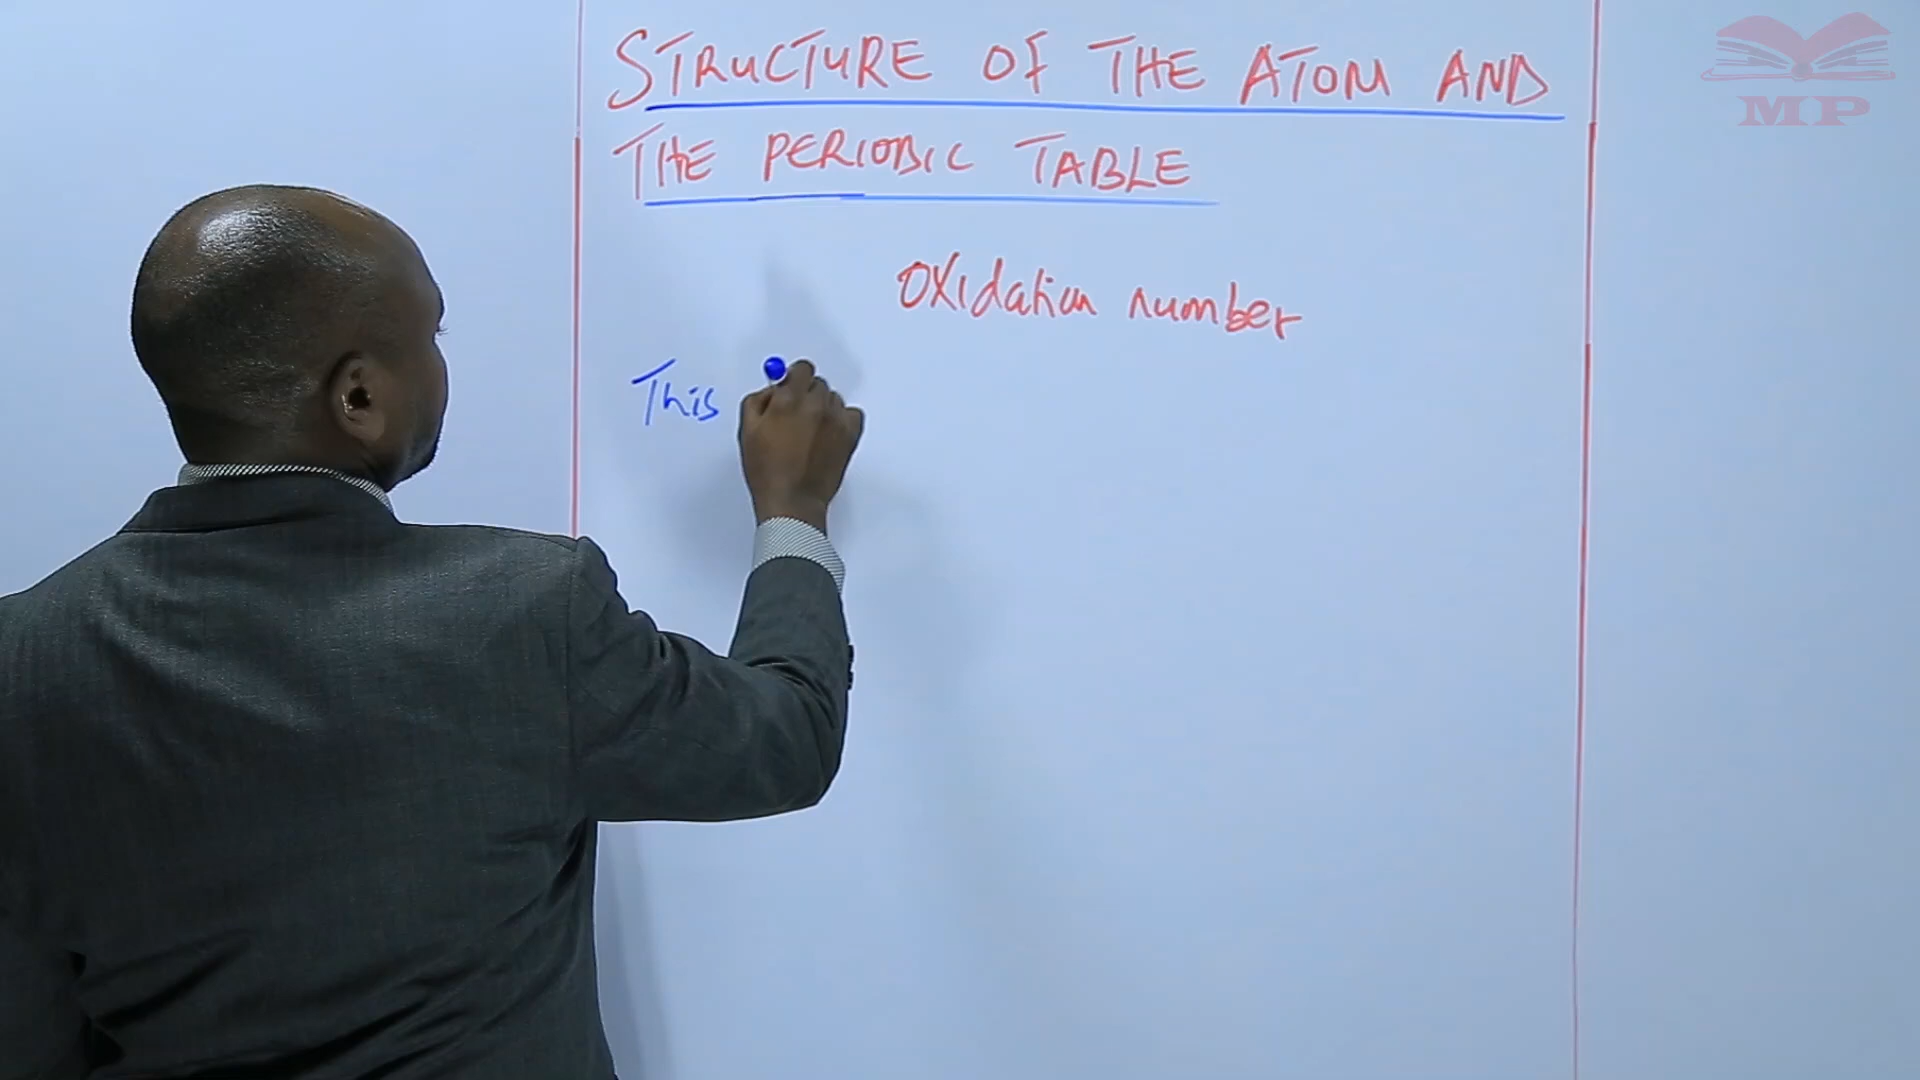 STRUCTURE OF THE ATOM AND
THE PERIODIC TABLE
Oxidation number
This
MP